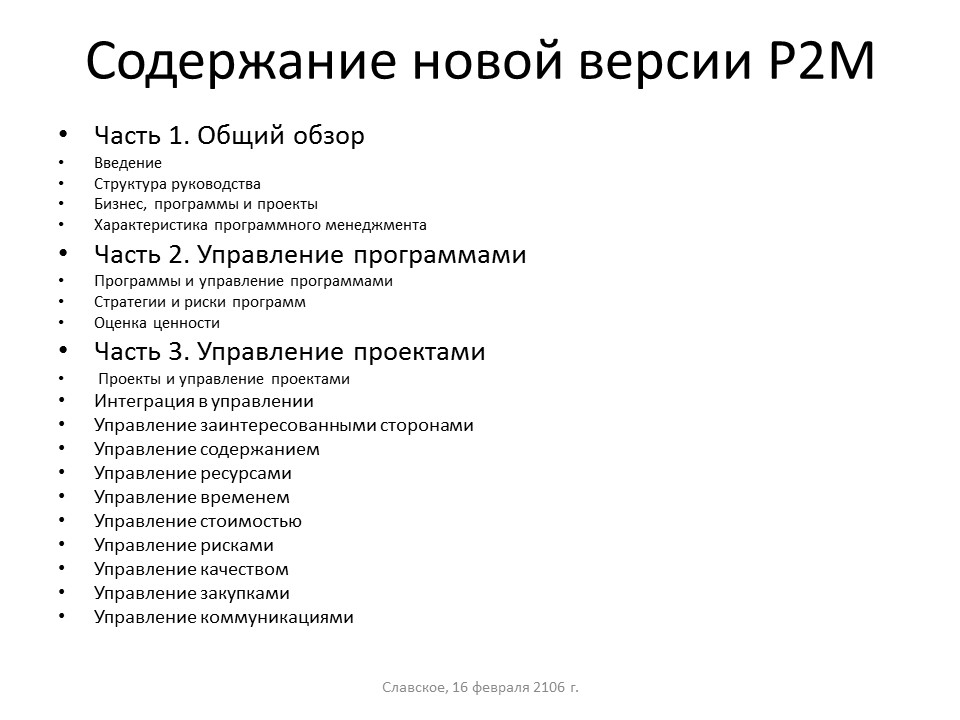 Содержание новой версии P2M
• Часть 1. Общий обзор
• Введение
• Структура руководства
• Бизнес, программы и проекты
• Характеристика программного менеджмента
• Часть 2. Управление программами
• Программы и управление программами
• Стратегии и риски программ
• Оценка ценности
• Часть 3. Управление проектами
• Проекты и управление проектами
• Интеграция в управлении
• Управление заинтересованными сторонами
• Управление содержанием
• Управление ресурсами
• Управление временем
• Управление стоимостью
• Управление рисками
• Управление качеством
• Управление закупками
• Управление коммуникациями
Славское, 16 февраля 2106 г.